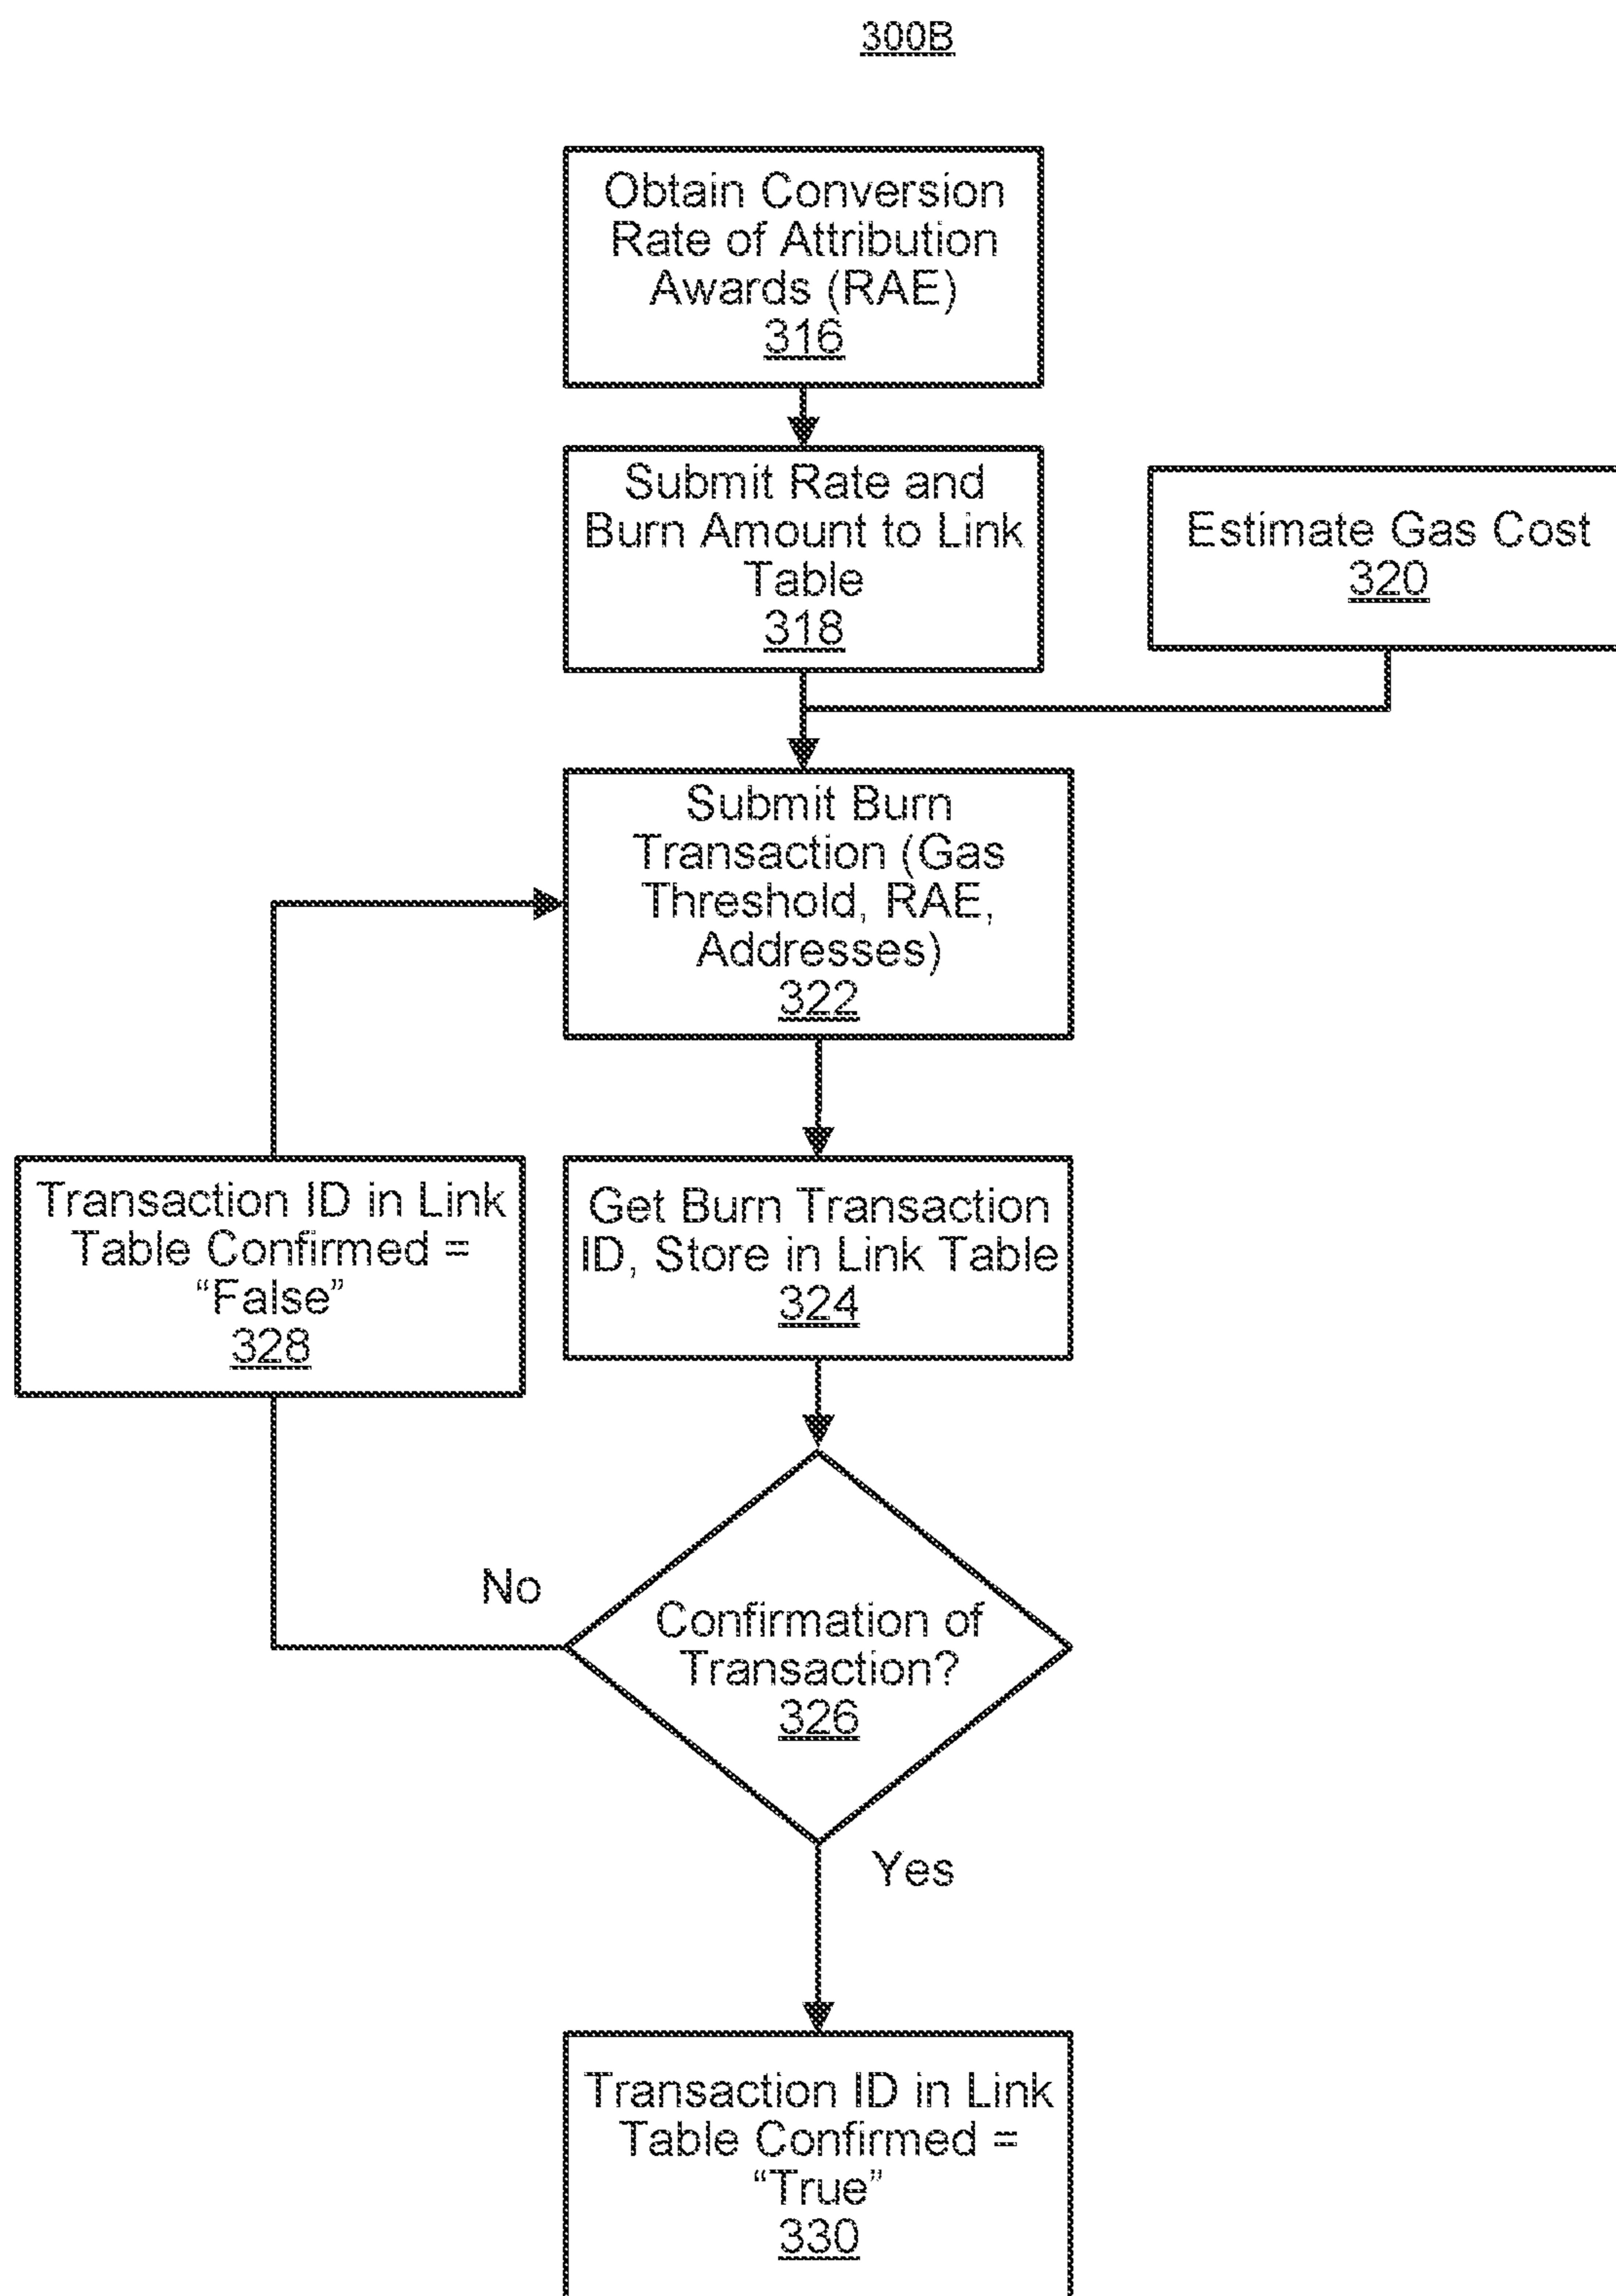 300B
Obtain Conversion
Rate of Attribution
Awards (RAE)
316
Submit Rate and
Burn Amount to Link
Table
318
Estimate Gas Cost
320
Submit Burn
Transaction (Gas
Threshold, RAE,
Addresses)
322
Transaction ID in Link
Table Confirmed =
“False”
328
Get Burn Transaction
ID, Store in Link Table
324
No
Confirmation of
Transaction?
326
Yes
Transaction ID in Link
Table Confirmed =
“True”
330